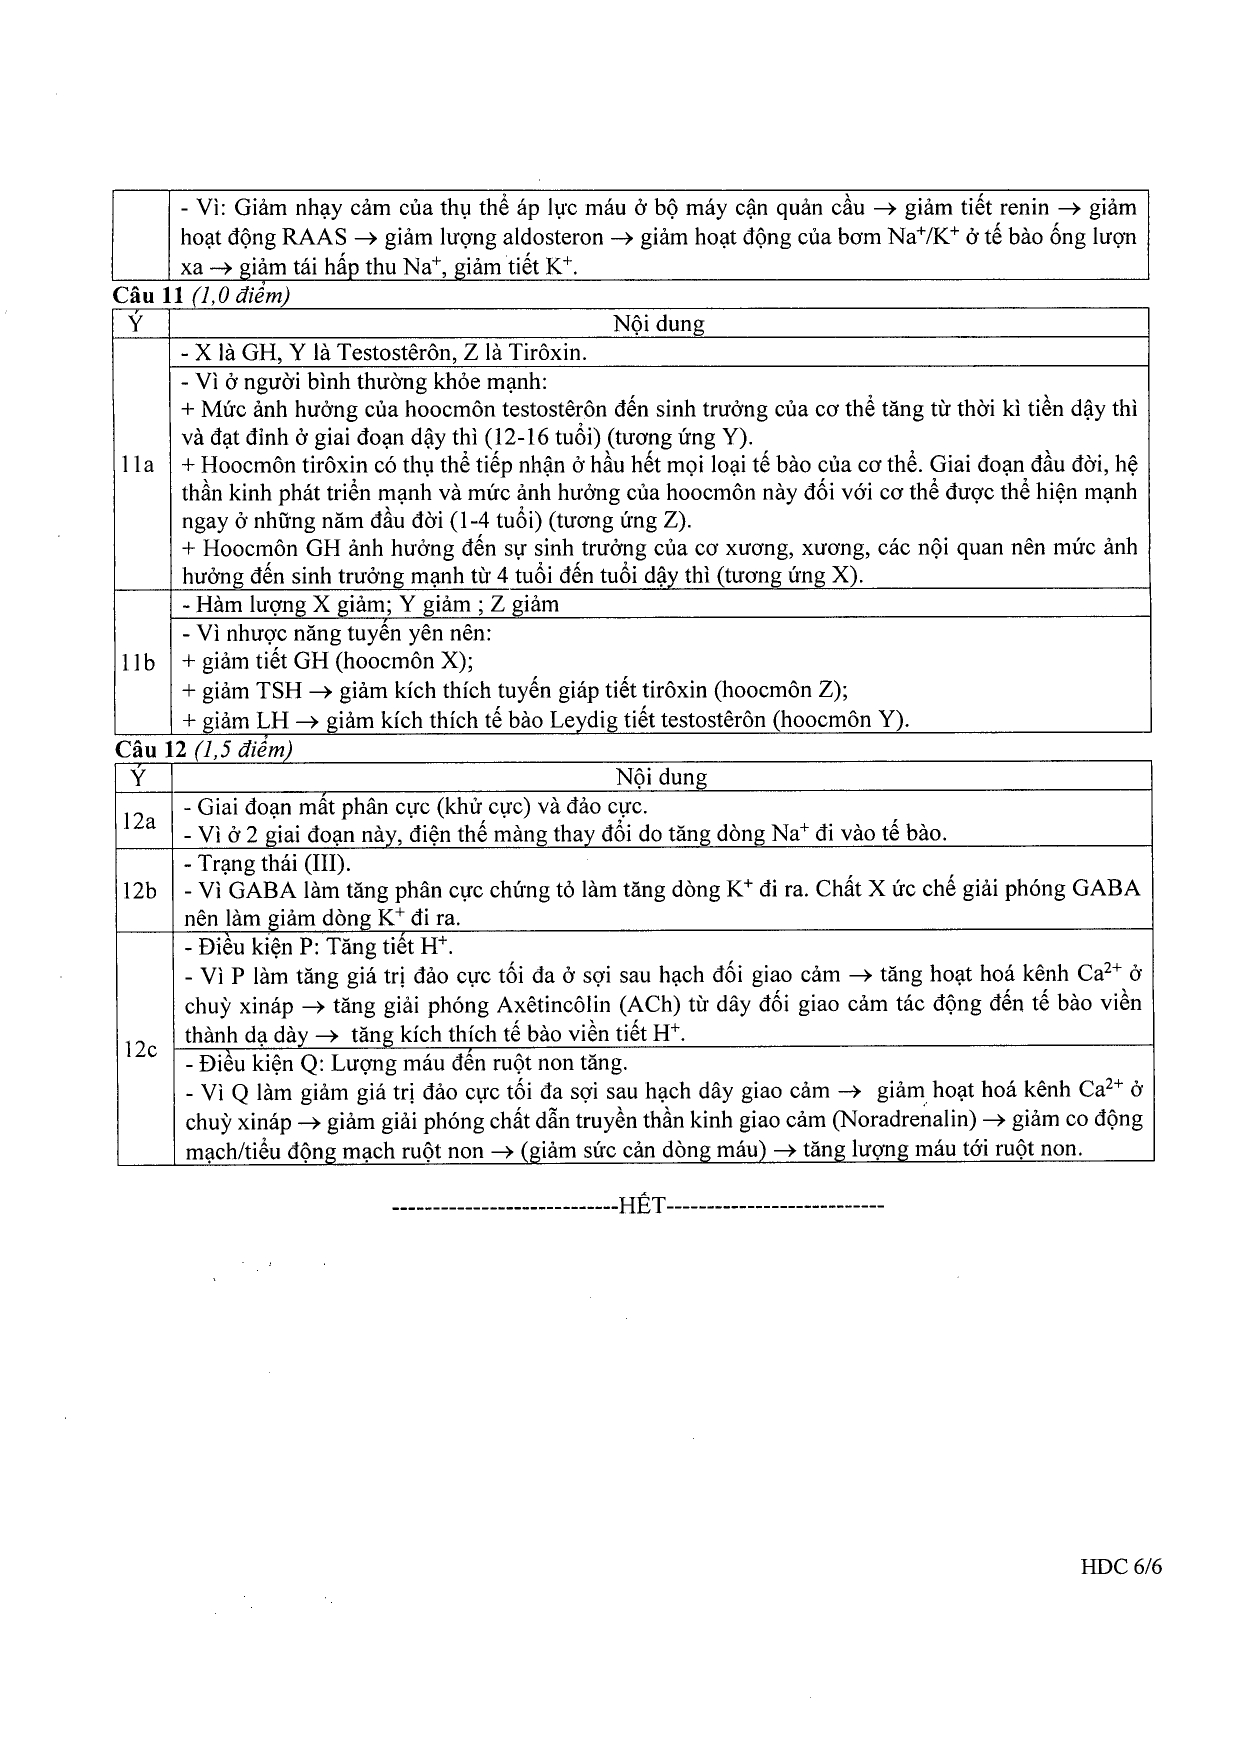 - Vì: Giảm nhạy cảm của thụ thể áp lực máu ở bộ máy cận quản cầu → giảm tiết renin → giảm
hoạt động RAAS → giảm lượng aldosteron → giảm hoạt động của bơm Na⁺/K⁺ ở tế bào ống lượn
xa → giảm tái hấp thu Na⁺, giảm tiết K⁺.
Câu 11 (1,0 điểm)
Ý Nội dung
- X là GH, Y là Testostêrôn, Z là Tirôxin.
- Vì ở người bình thường khỏe mạnh:
+ Mức ảnh hưởng của hoocmôn testostêrôn đến sinh trưởng của cơ thể tăng từ thời kì tiền dậy thì
và đạt đỉnh ở giai đoạn dậy thì (12-16 tuổi) (tương ứng Y).
11a + Hoocmôn tirôxin có thụ thể tiếp nhận ở hầu hết mọi loại tế bào của cơ thể. Giai đoạn đầu đời, hệ
thần kinh phát triển mạnh và mức ảnh hưởng của hoocmôn này đối với cơ thể được thể hiện mạnh
ngay ở những năm đầu đời (1-4 tuổi) (tương ứng Z).
+ Hoocmôn GH ảnh hưởng đến sự sinh trưởng của cơ xương, xương, các nội quan nên mức ảnh
hưởng đến sinh trưởng mạnh từ 4 tuổi đến tuổi dậy thì (tương ứng X).
- Hàm lượng X giảm; Y giảm ; Z giảm
- Vì nhược năng tuyến yên nên:
11b + giảm tiết GH (hoocmôn X);
+ giảm TSH → giảm kích thích tuyến giáp tiết tirôxin (hoocmôn Z);
+ giảm LH → giảm kích thích tế bào Leydig tiết testostêrôn (hoocmôn Y).
Câu 12 (1,5 điểm)
Ý Nội dung
12a - Giai đoạn mất phân cực (khử cực) và đảo cực.
- Vì ở 2 giai đoạn này, điện thế màng thay đổi do tăng dòng Na⁺ đi vào tế bào.
- Trạng thái (III).
12b - Vì GABA làm tăng phân cực chứng tỏ làm tăng dòng K⁺ đi ra. Chất X ức chế giải phóng GABA
nên làm giảm dòng K⁺ đi ra.
- Điều kiện P: Tăng tiết H⁺.
- Vì P làm tăng giá trị đảo cực tối đa ở sợi sau hạch đối giao cảm → tăng hoạt hoá kênh Ca²⁺ ở
chuỳ xináp → tăng giải phóng Axêtincôlin (ACh) từ dây đối giao cảm tác động đến tế bào viền
thành dạ dày → tăng kích thích tế bào viền tiết H⁺.
12c
- Điều kiện Q: Lượng máu đến ruột non tăng.
- Vì Q làm giảm giá trị đảo cực tối đa sợi sau hạch dây giao cảm → giảm hoạt hoá kênh Ca²⁺ ở
chuỳ xináp → giảm giải phóng chất dẫn truyền thần kinh giao cảm (Noradrenalin) → giảm co động
mạch/tiểu động mạch ruột non → (giảm sức cản dòng máu) → tăng lượng máu tới ruột non.
----------------------------HẾT---------------------------
HDC 6/6